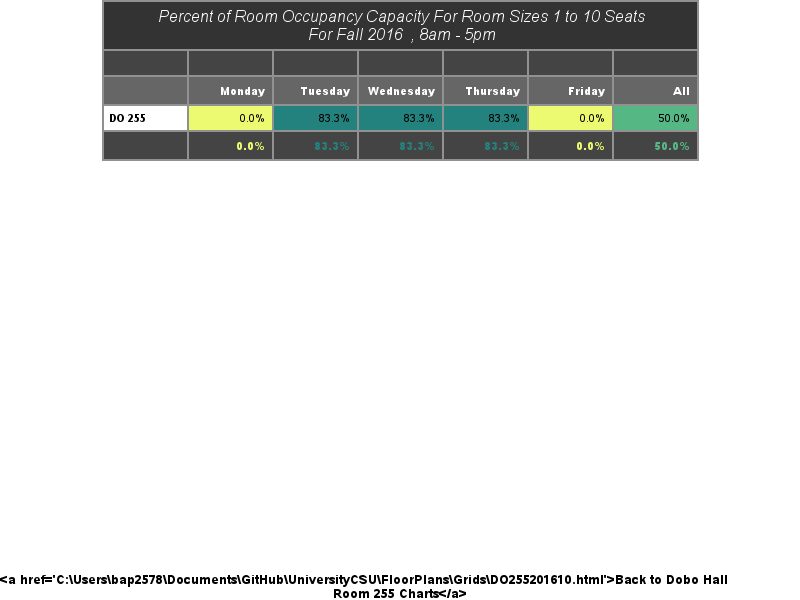 Percent of Room Occupancy Capacity For Room Sizes 1 to 10 Seats
For Fall 2016 , 8am - 5pm
Monday Tuesday Wednesday Thursday Friday All
DO 255 0.0% 83.3% 83.3% 83.3% 0.0% 50.0%
0.0% 83.3% 83.3% 83.3% 0.0% 50.0%
<a href='C:\Users\bap2578\Documents\GitHub\UniversityCSU\FloorPlans\Grids\DO255201610.html'>Back to Dobo Hall
Room 255 Charts</a>